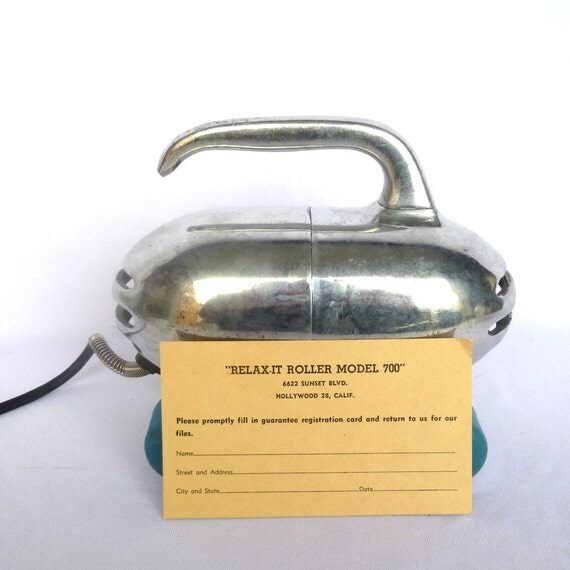 "RELAX-IT ROLLER MODEL 700"
6622 SUNSET BLVD.
HOLLYWOOD 28, CALIF.
Please promptly fill in guarantee registration card and return to us for our
files.
Name
Street and Address
City and State Date